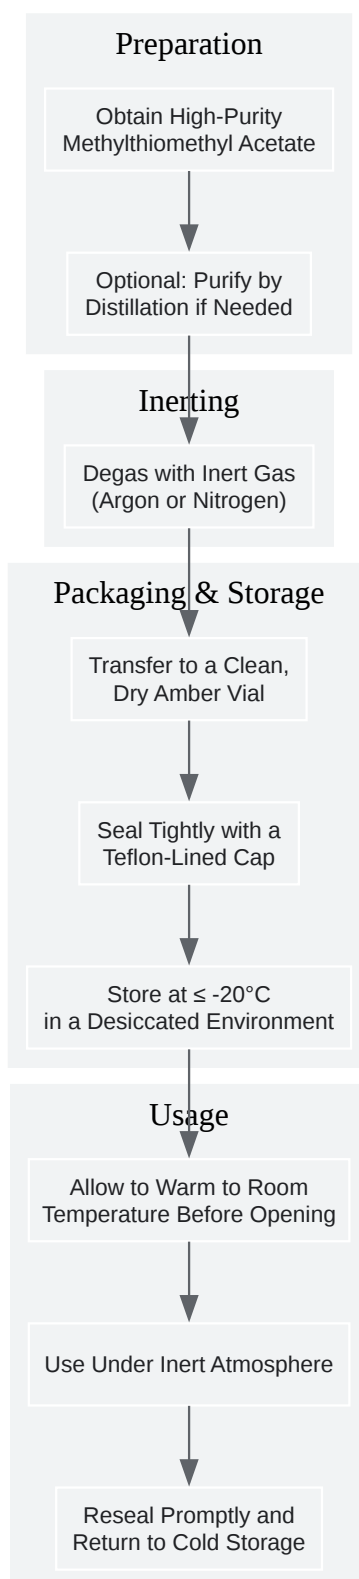 Preparation
Obtain High-Purity
Methylthiomethyl Acetate
Optional: Purify by
Distillation if Needed
Inerting
Degas with Inert Gas
(Argon or Nitrogen)
Packaging & Storage
Transfer to a Clean,
Dry Amber Vial
Seal Tightly with a
Teflon-Lined Cap
Store at ≤ -20°C
in a Desiccated Environment
Usage
Allow to Warm to Room
Temperature Before Opening
Use Under Inert Atmosphere
Reseal Promptly and
Return to Cold Storage